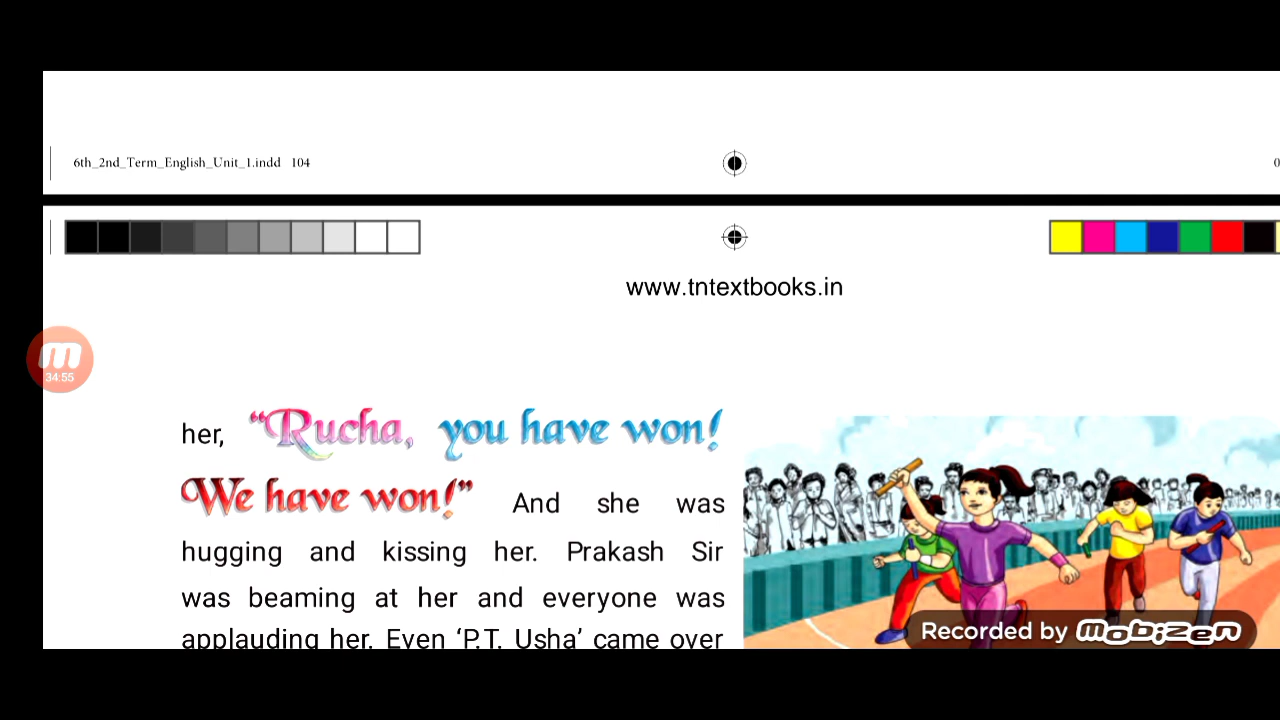 6th_2nd_Term_English_Unit_1.indd 104
0
www.tntextbooks.in
M
34:55
her, “Rucha, you have won!
We have won!” And she was
hugging and kissing her. Prakash Sir
was beaming at her and everyone was
applauding her. Even ‘P.T. Usha’ came over
Recorded by mobizen